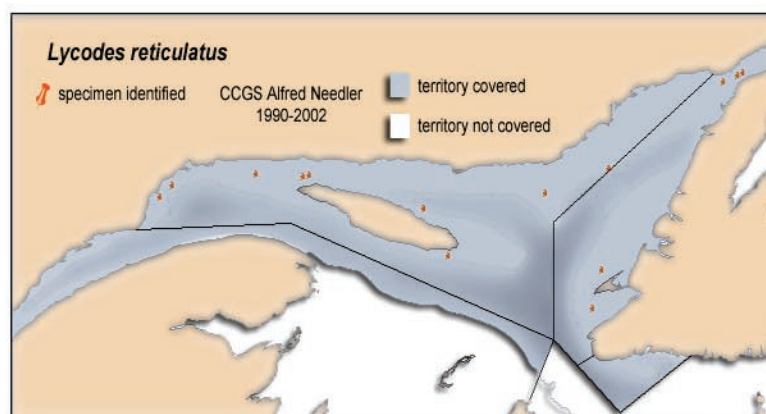 Lycodes reticulatus
specimen identified
CCGS Alfred Needler
1990-2002
territory covered
territory not covered